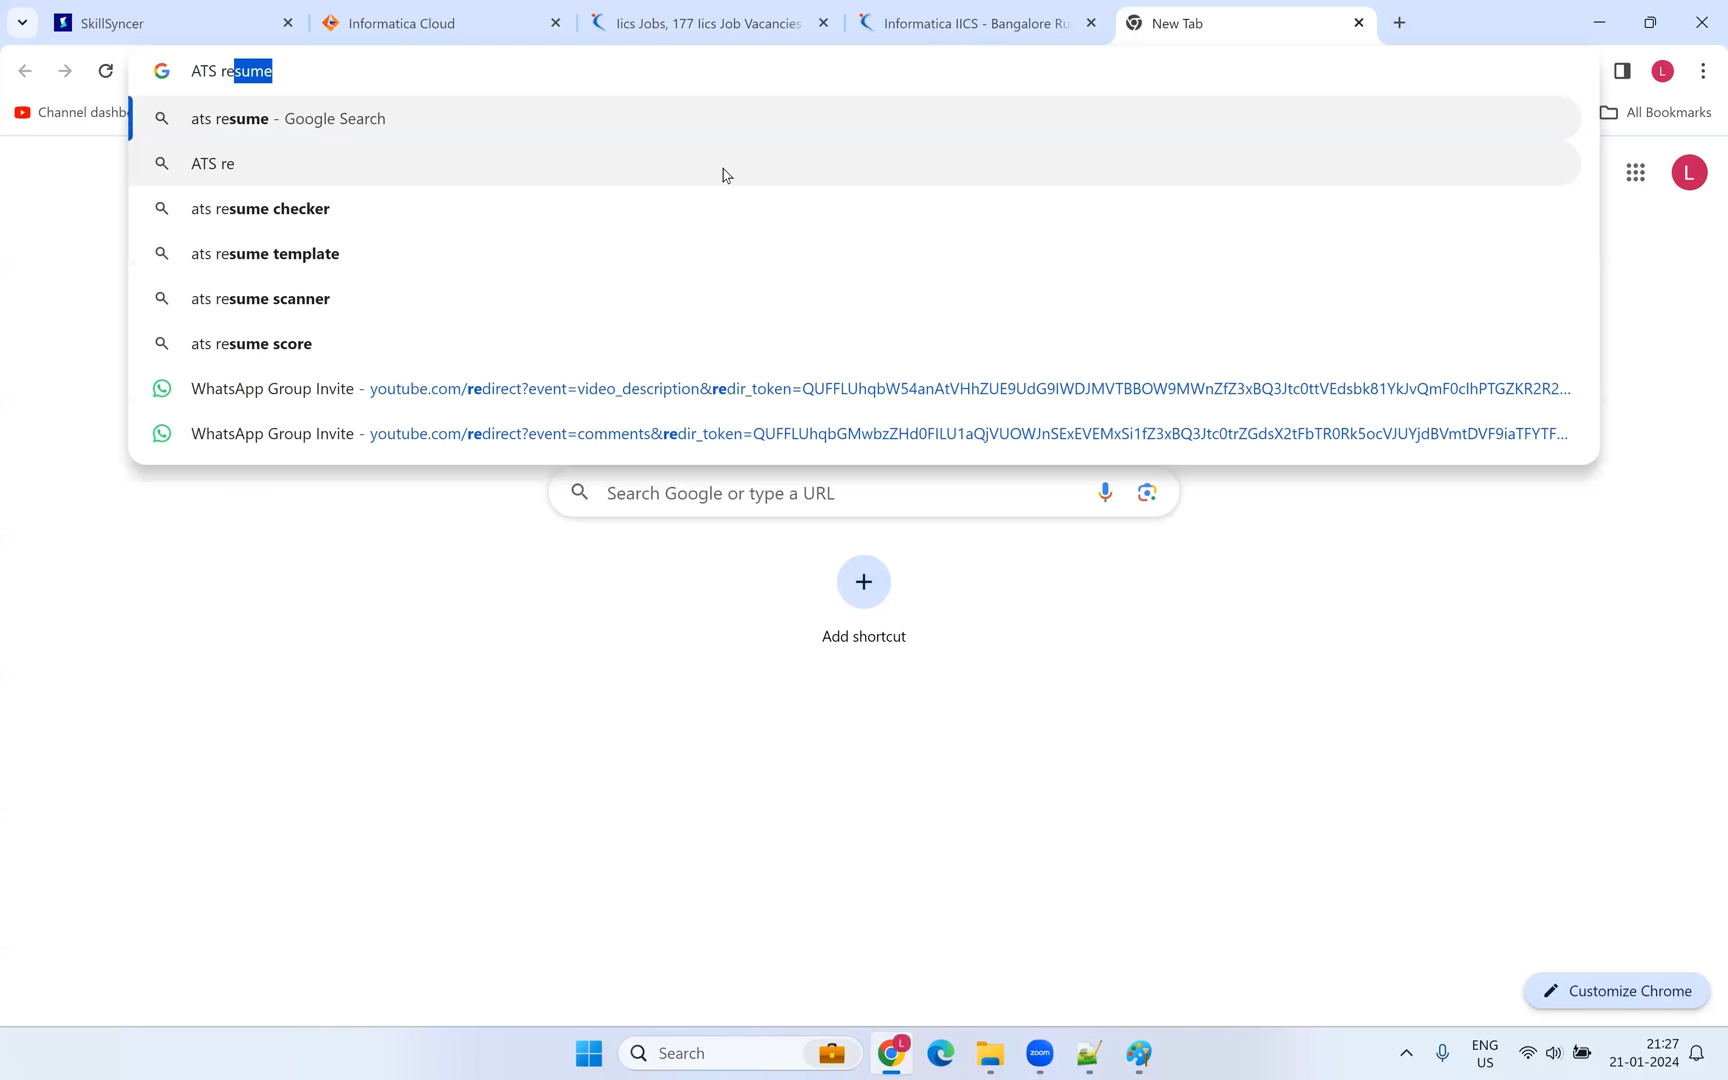 SkillSyncer
Informatica Cloud
Iics Jobs, 177 Iics Job Vacancies
Informatica IICS - Bangalore Ru
New Tab
ATS resume
L
Channel dashb
All Bookmarks
ats resume - Google Search
ATS re
L
ats resume checker
ats resume template
ats resume scanner
ats resume score
WhatsApp Group Invite - youtube.com/redirect?event=video_description&redir_token=
WhatsApp Group Invite - youtube.com/redirect?event=comments&redir_token=
Search Google or type a URL
Add shortcut
Customize Chrome
Search
L
zoom
ENG
US
21:27
21-01-2024